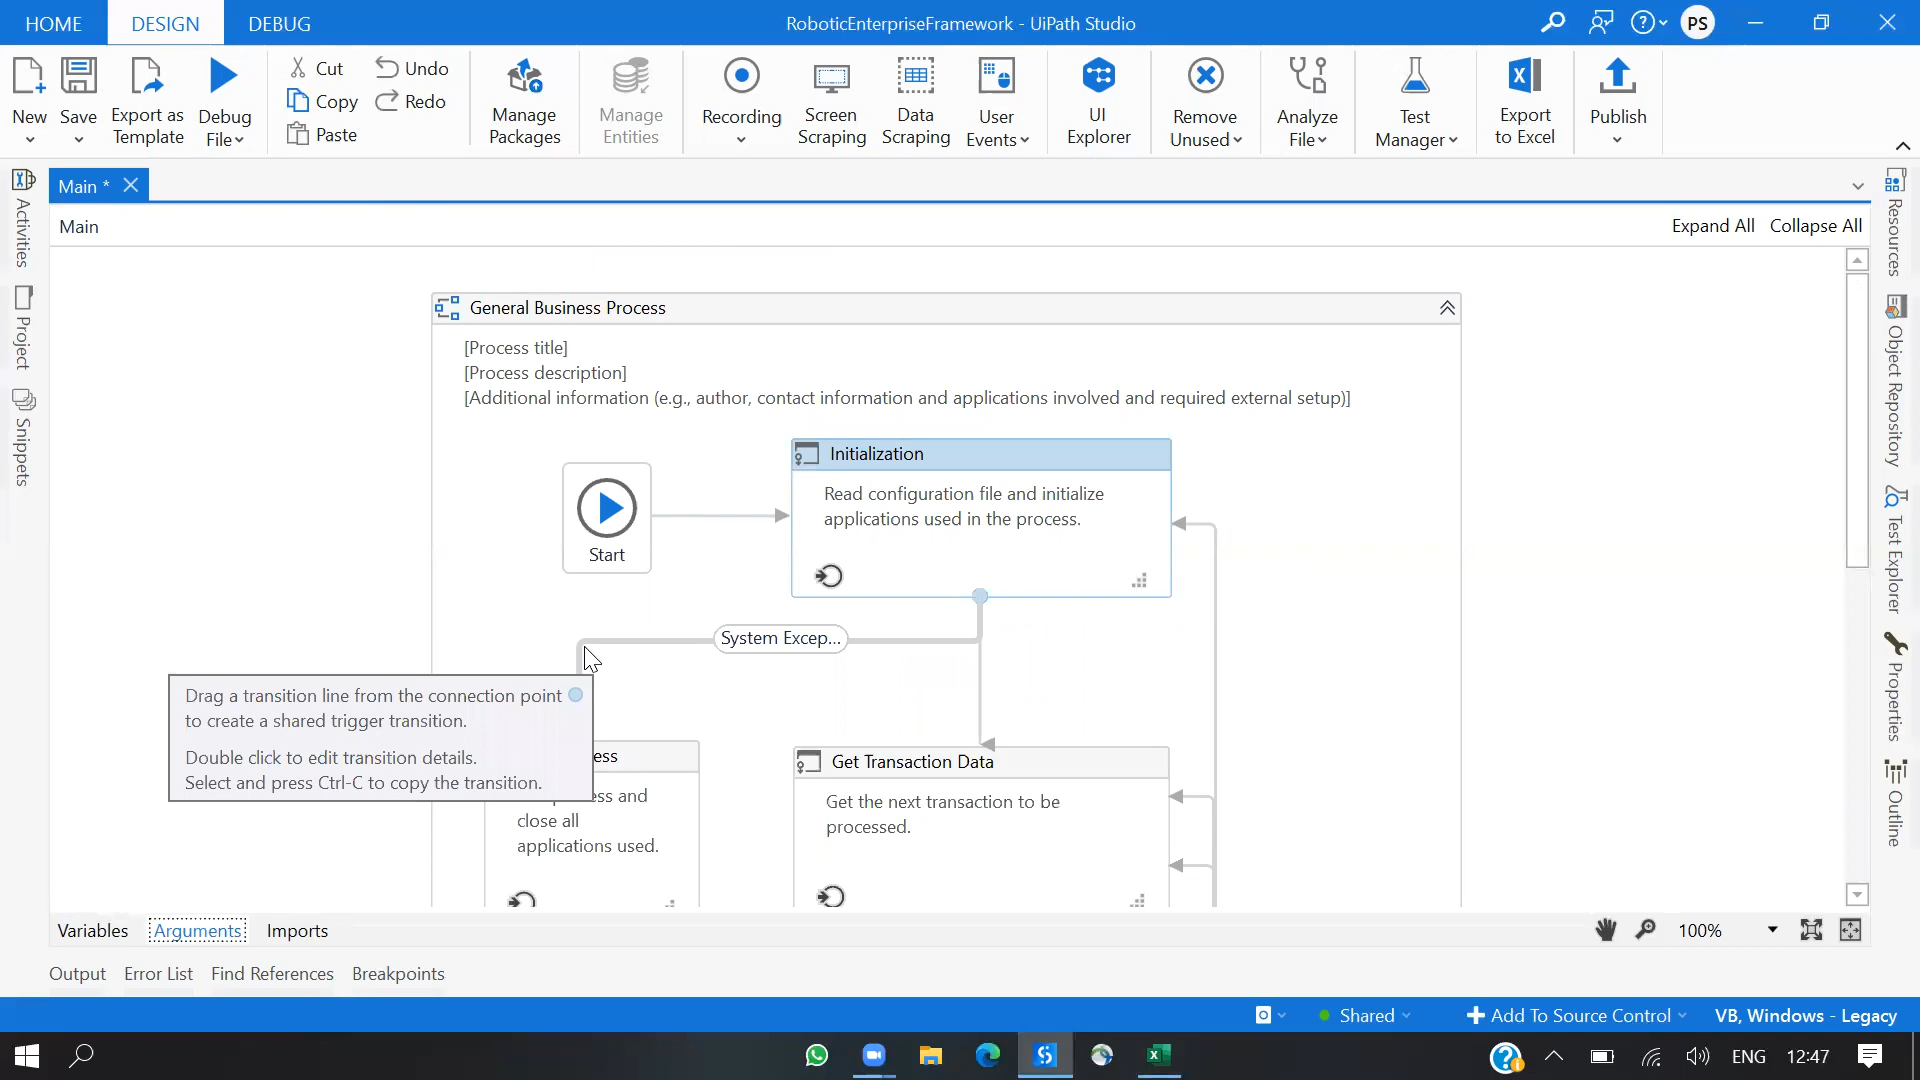 HOME DESIGN DEBUG
RoboticEnterpriseFramework - UiPath Studio
PS
New
Save
Export as
Template
Debug
File
Cut
Copy
Paste
Undo
Redo
Manage
Packages
Manage
Entities
Recording
Screen
Scraping
Data
Scraping
User
Events
UI
Explorer
Remove
Unused
Analyze
File
Test
Manager
Export
to Excel
Publish
Main *
Main
Expand All Collapse All
Activities
Project
Snippets
Resources
Object Repository
Test Explorer
Properties
Outline
General Business Process
[Process title]
[Process description]
[Additional information (e.g., author, contact information and applications involved and required external setup)]
Start
Initialization
Read configuration file and initialize
applications used in the process.
System Excep...
Drag a transition line from the connection point
to create a shared trigger transition.
Double click to edit transition details.
Select and press Ctrl-C to copy the transition.
close all
applications used.
Get Transaction Data
Get the next transaction to be
processed.
Variables Arguments Imports
100%
Output Error List Find References Breakpoints
Shared
Add To Source Control
VB, Windows - Legacy
ENG 12:47